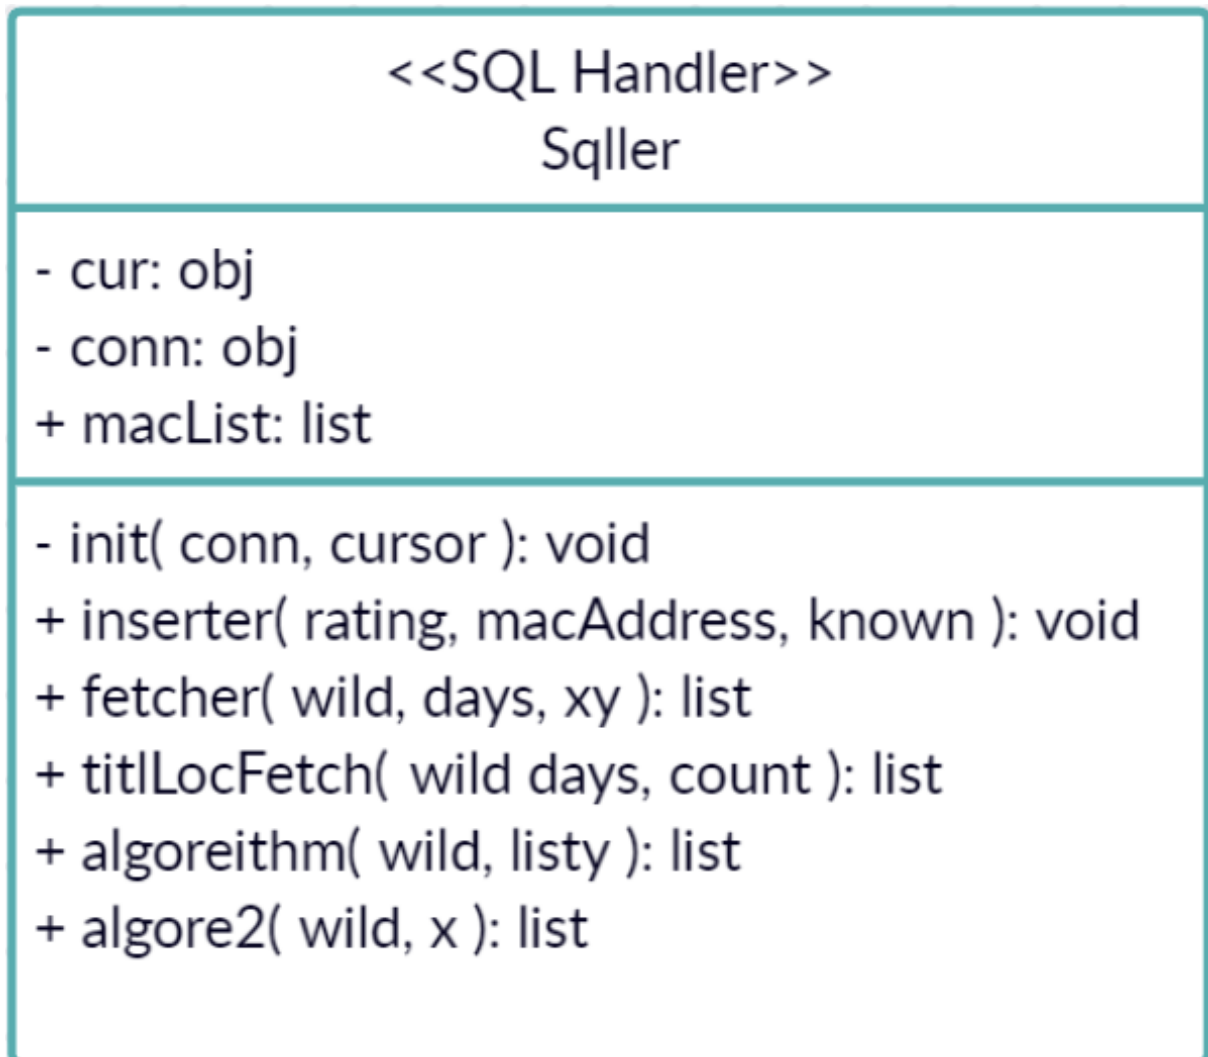 <<SQL Handler>>
Sqller
- cur: obj
- conn: obj
+ macList: list
- init( conn, cursor ): void
+ inserter( rating, macAddress, known ): void
+ fetcher( wild, days, xy ): list
+ titlLocFetch( wild days, count ): list
+ algoreithm( wild, listy ): list
+ algore2( wild, x ): list